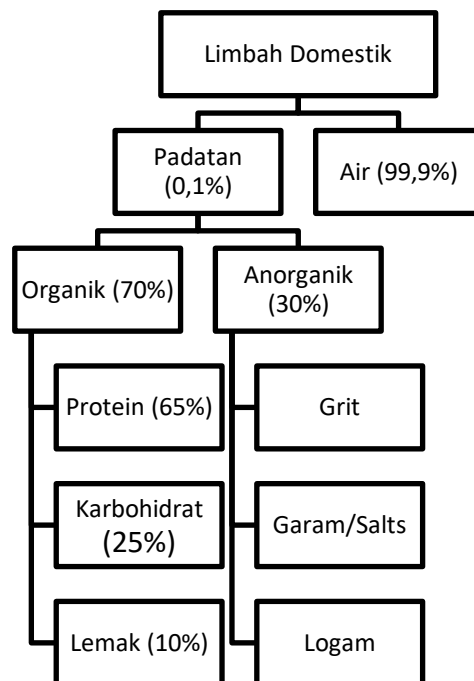 Limbah Domestik
Padatan
(0,1%)
Air (99,9%)
Organik (70%)
Anorganik
(30%)
Protein (65%)
Grit
Karbohidrat
(25%)
Garam/Salts
Lemak (10%)
Logam